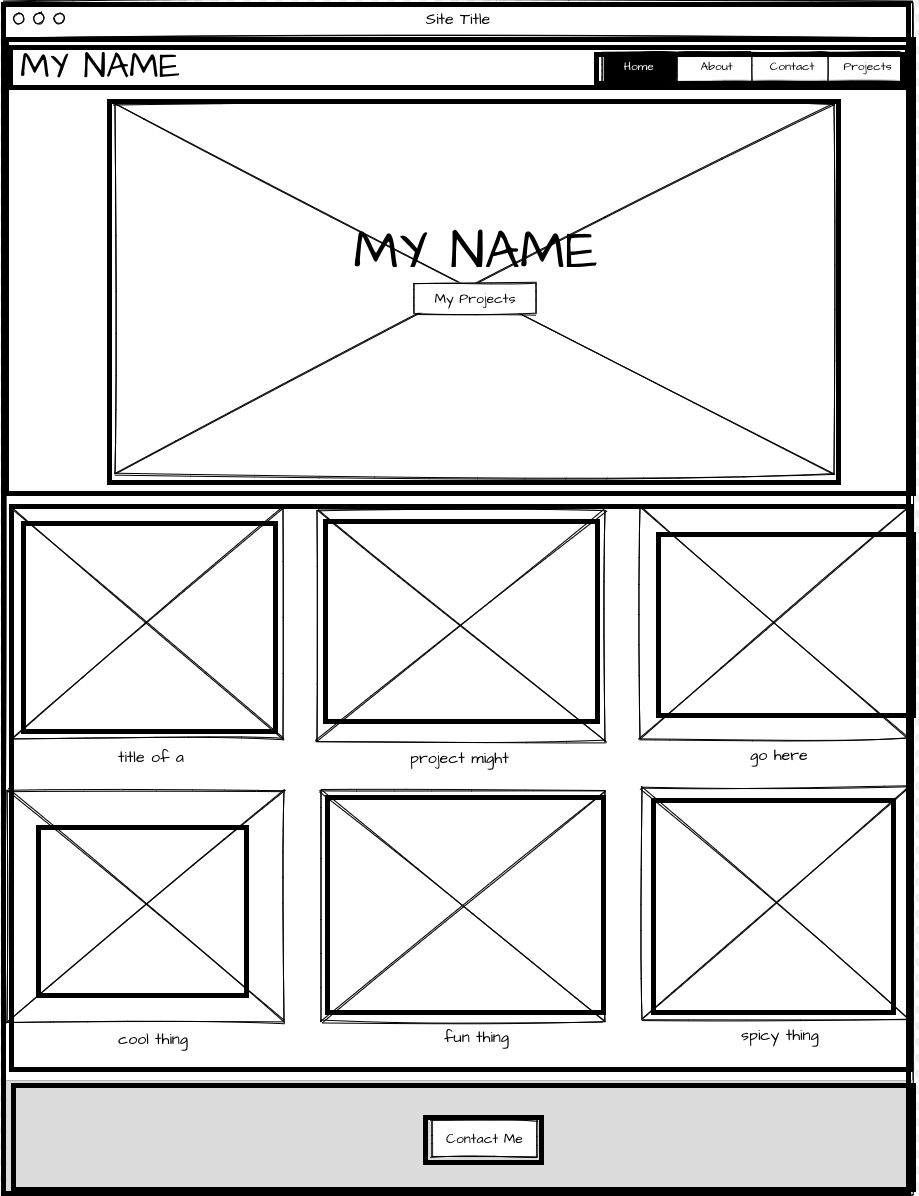 Site Title
MY NAME
Home About Contact Projects
MY NAME
My Projects
title of a project might go here
cool thing fun thing spicy thing
Contact Me